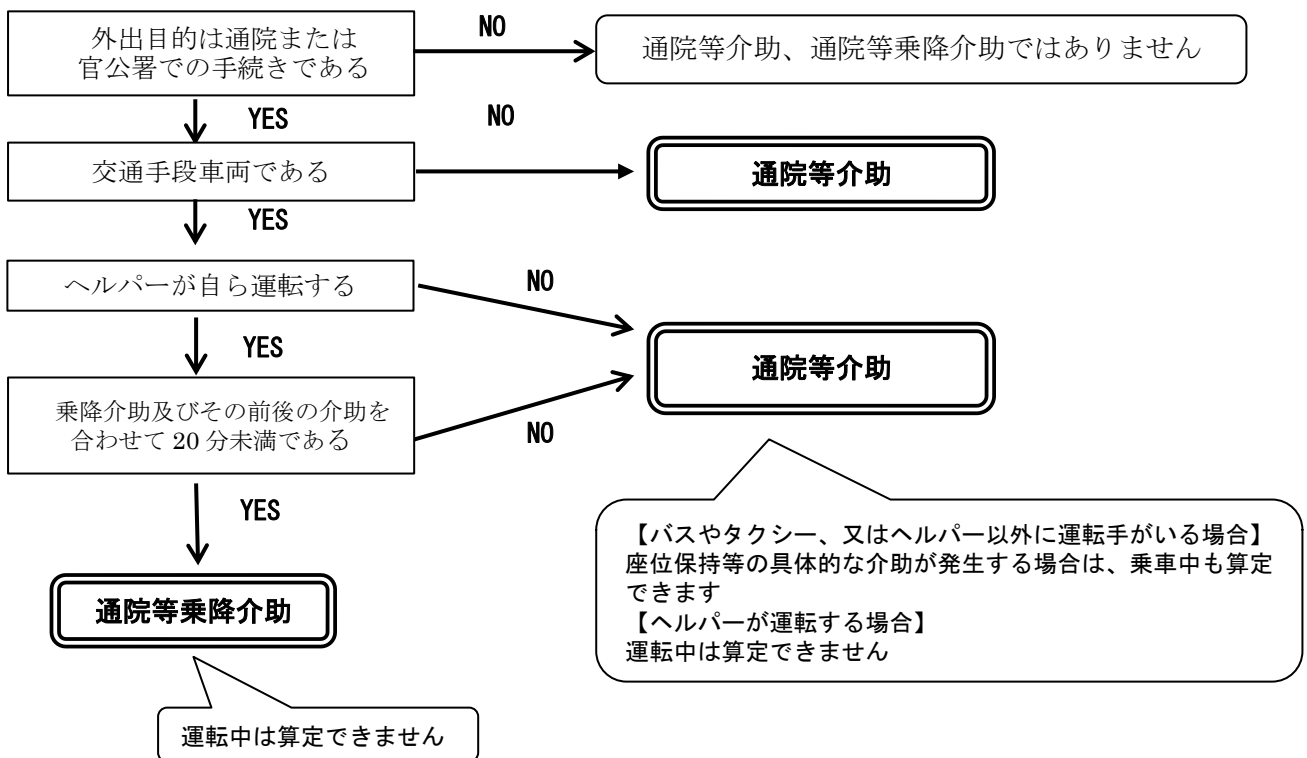 外出目的は通院または
官公署での手続きである
NO
通院等介助、通院等乗降介助ではありません
YES
NO
交通手段車両である
通院等介助
YES
ヘルパーが自ら運転する
NO
YES
通院等介助
乗降介助及びその前後の介助を
合わせて 20 分未満である
NO
YES
【バスやタクシー、又はヘルパー以外に運転手がいる場合】
座位保持等の具体的な介助が発生する場合は、乗車中も算定
できます
【ヘルパーが運転する場合】
運転中は算定できません
通院等乗降介助
運転中は算定できません